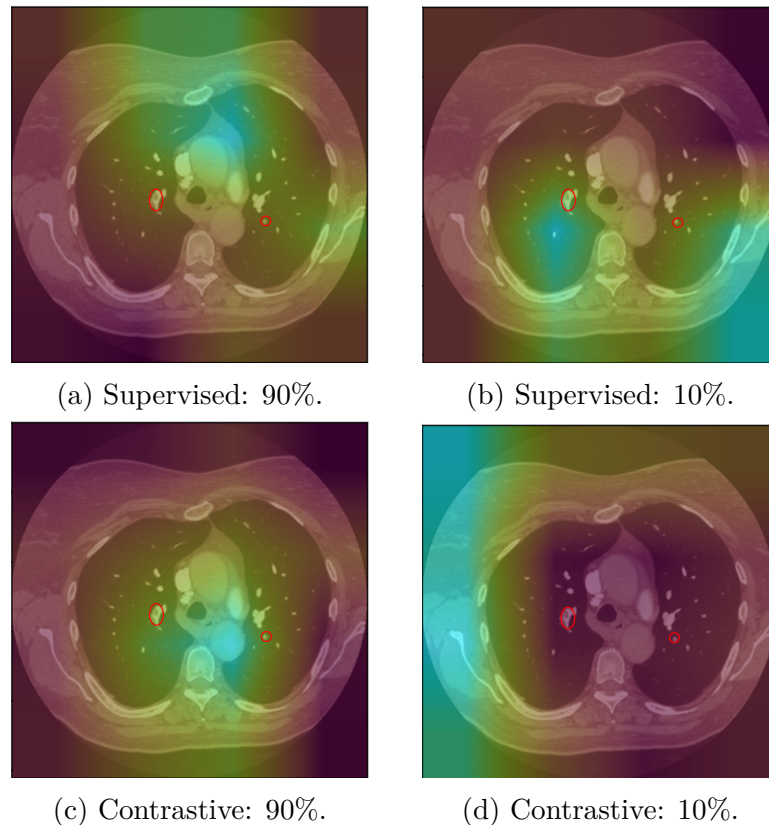 (a) Supervised: 90%.
(b) Supervised: 10%.
(c) Contrastive: 90%.
(d) Contrastive: 10%.